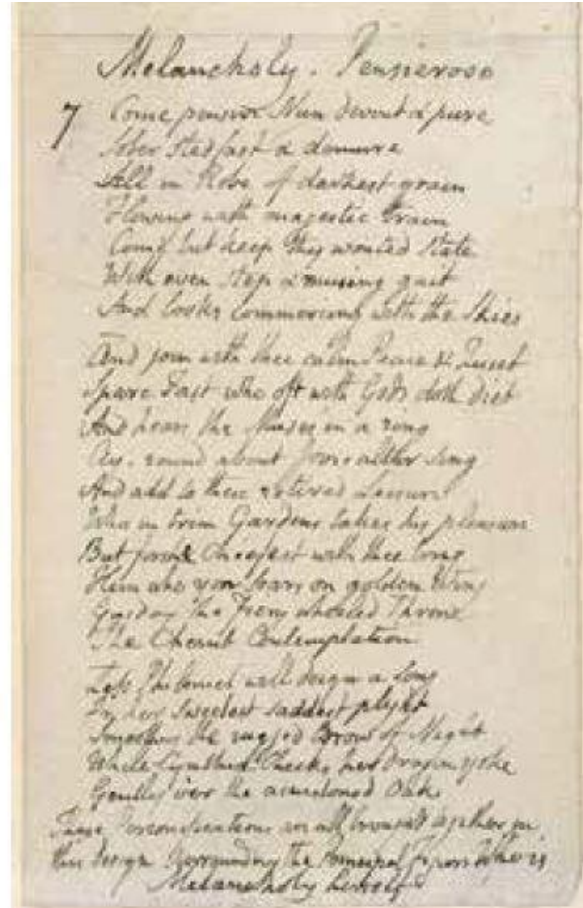 Melancholy. Pensieroso
7 Come pensive Nun devout & pure
Sober stedfast & demure
All in Robe of darkest grain
Flowing with majestic train
Come but keep thy wonted state
With even step & musing gait
And looks commercing with the Skies
And join with thee calm Peace & Quiet
Spare Fast who oft with Gods doth diet
And hears the Muses in a ring
Ay. round about Joves altar sing
And add to these retired Leisure
Who in trim Gardens takes his pleasure
But first Chiefest with thee bring
Him who yon soars on golden Wing
Guiding the Fiery wheeled Throne
The Cherub Contemplation
Less Philomel will deign a song
In her sweetest saddest plight
Smoothing the rugged Brow of Night
While Cynthia Checks her Dragon yoke
Gently o'er the accustomed Oak
These Personifications are all brought together in
this design surrounding the Principal Figure Who is
Melancholy herself